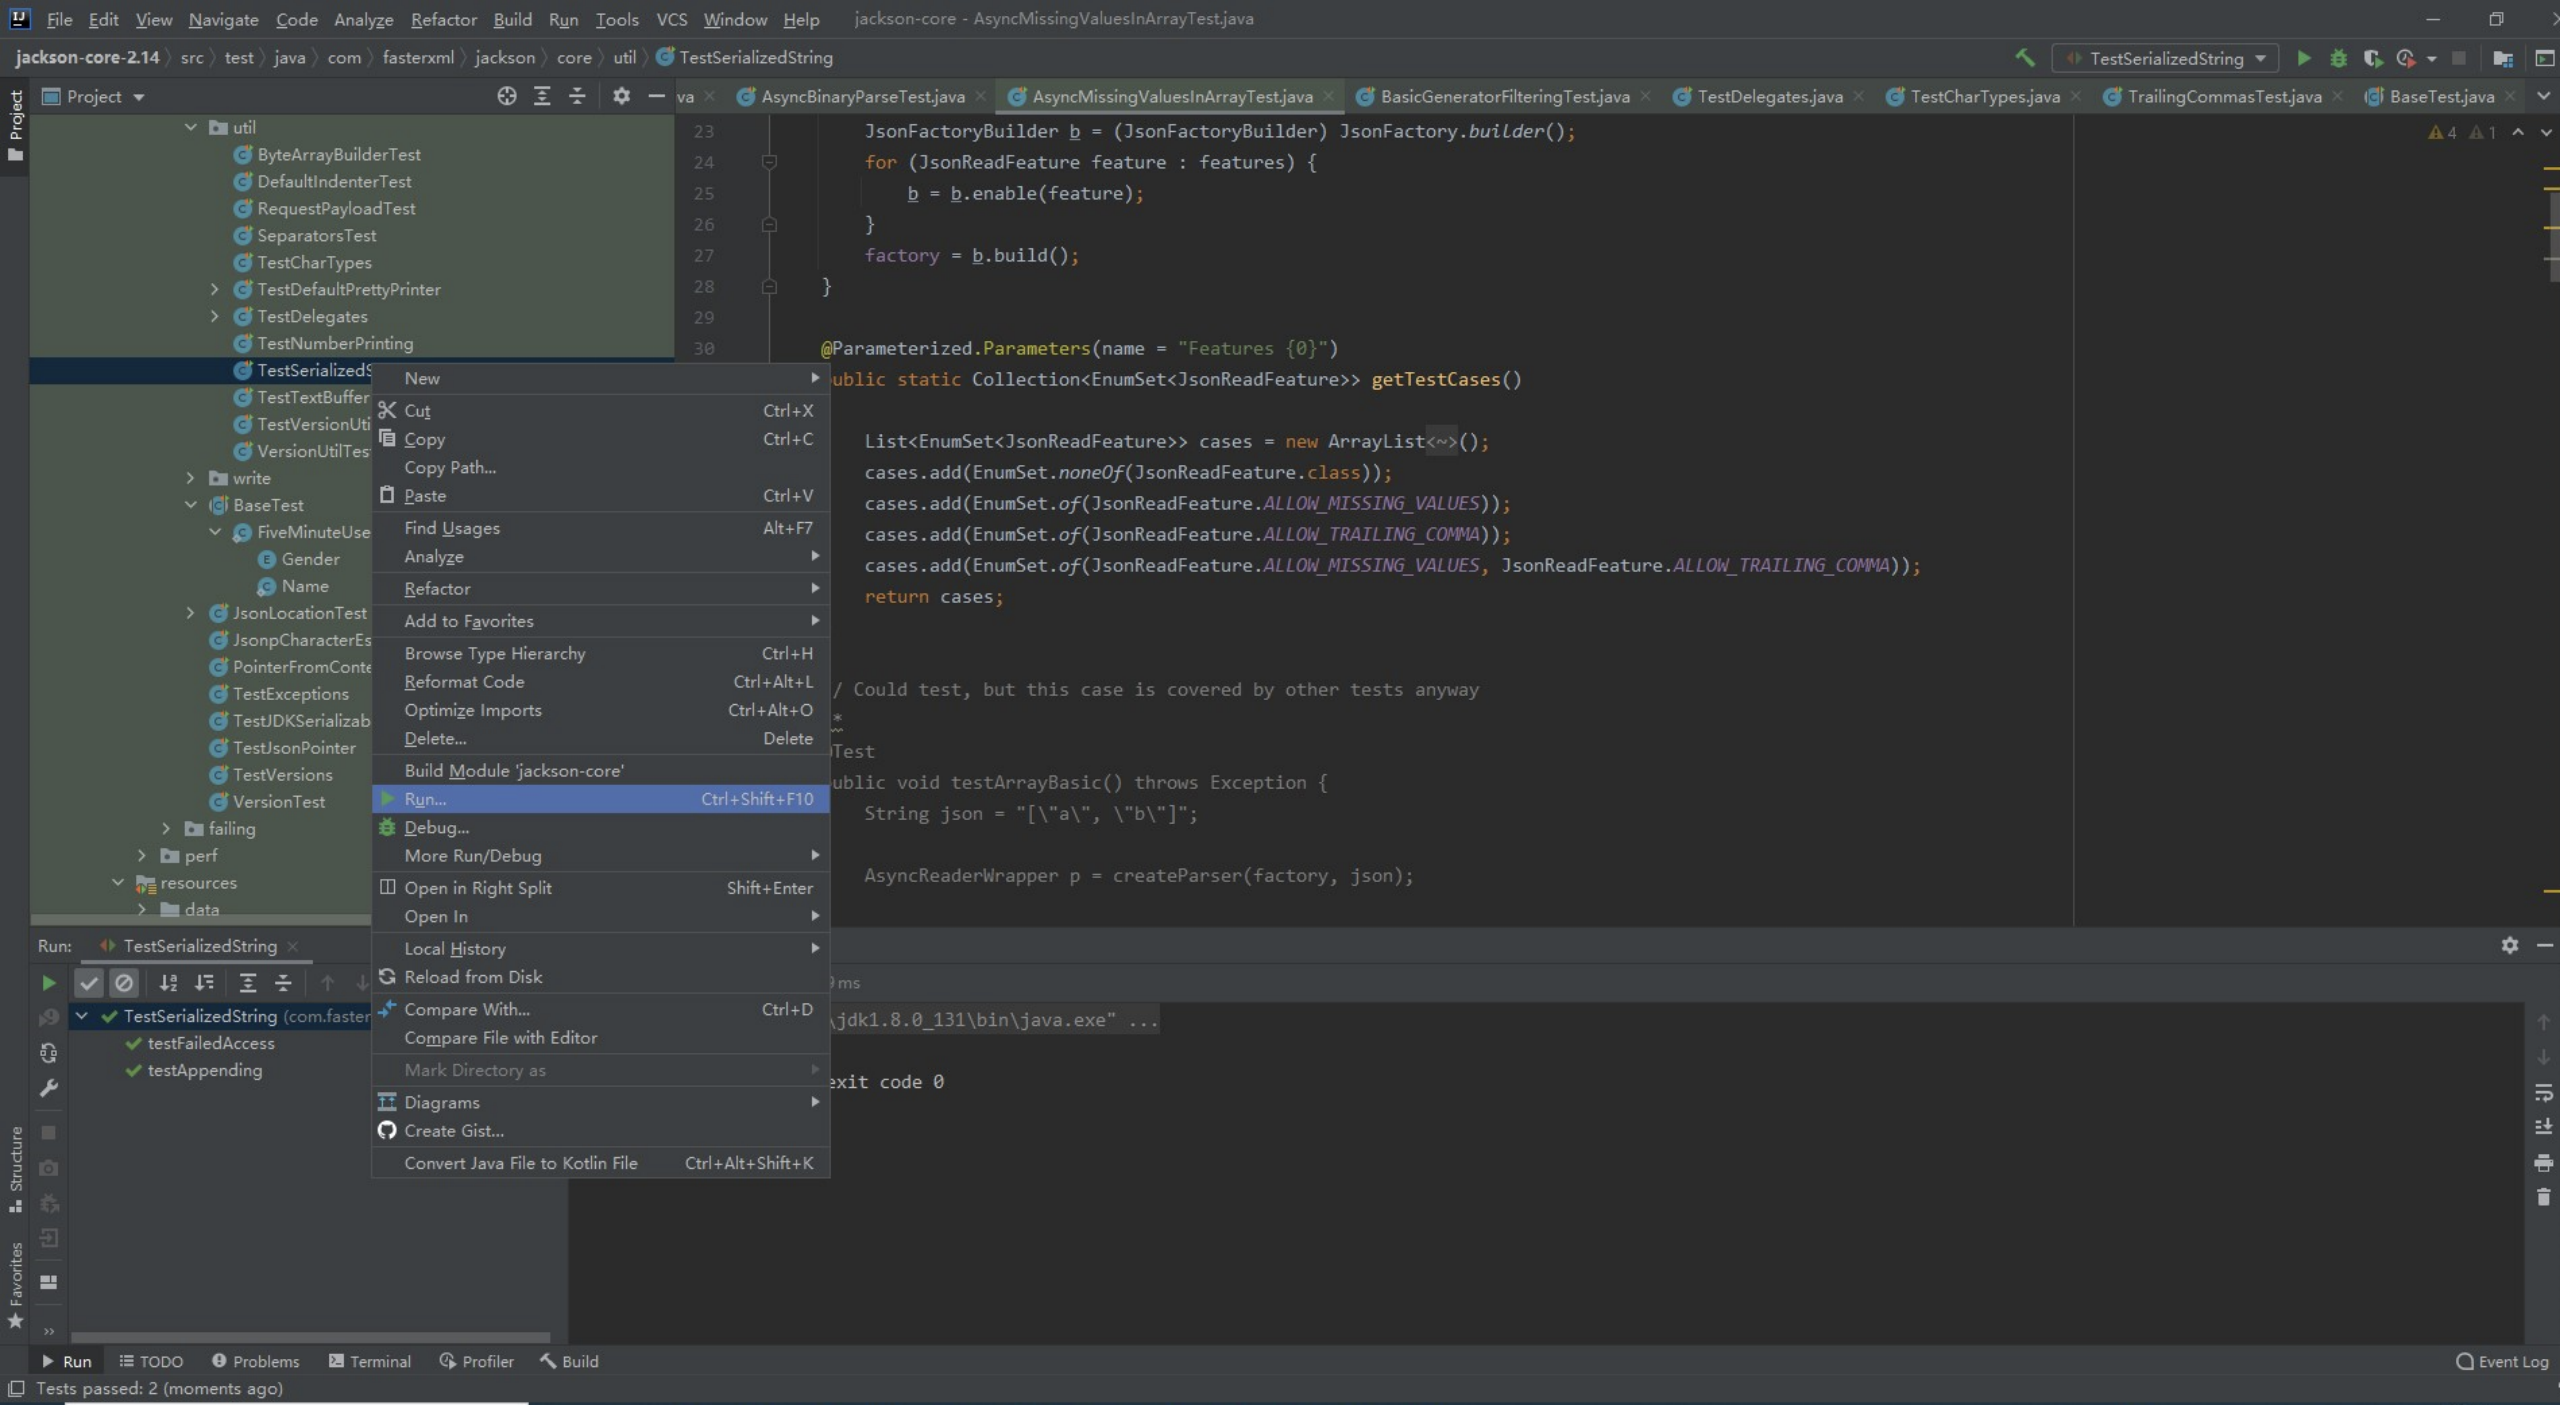 File Edit View Navigate Code Analyze Refactor Build Run Tools VCS Window Help jackson-core - AsyncMissingValuesInArrayTest.java
jackson-core-2.14 src test java com fasterxml jackson core util TestSerializedString
TestSerializedString
Project
va AsyncBinaryParseTest.java AsyncMissingValuesInArrayTest.java BasicGeneratorFilteringTest.java TestDelegates.java TestCharTypes.java TrailingCommasTest.java BaseTest.java
Project
util
ByteArrayBuilderTest
DefaultIndenterTest
RequestPayloadTest
SeparatorsTest
TestCharTypes
TestDefaultPrettyPrinter
TestDelegates
TestNumberPrinting
TestSerializedS
TestTextBuffer
TestVersionUti
VersionUtilTes
write
BaseTest
FiveMinuteUse
Gender
Name
JsonLocationTest
JsonpCharacterEs
PointerFromConte
TestExceptions
TestJDKSerializab
TestJsonPointer
TestVersions
VersionTest
failing
perf
resources
data
New
Cut Ctrl+X
Copy Ctrl+C
Copy Path...
Paste Ctrl+V
Find Usages Alt+F7
Analyze
Refactor
Add to Favorites
Browse Type Hierarchy Ctrl+H
Reformat Code Ctrl+Alt+L
Optimize Imports Ctrl+Alt+O
Delete... Delete
Build Module 'jackson-core'
Run... Ctrl+Shift+F10
Debug...
More Run/Debug
Open in Right Split Shift+Enter
Open In
Local History
Reload from Disk
Compare With... Ctrl+D
Compare File with Editor
Mark Directory as
Diagrams
Create Gist...
Convert Java File to Kotlin File Ctrl+Alt+Shift+K
4 1
23 JsonFactoryBuilder b = (JsonFactoryBuilder) JsonFactory.builder();
24 for (JsonReadFeature feature : features) {
25 b = b.enable(feature);
26 }
27 factory = b.build();
28 }
29
30 @Parameterized.Parameters(name = "Features {0}")
ublic static Collection<EnumSet<JsonReadFeature>> getTestCases()
List<EnumSet<JsonReadFeature>> cases = new ArrayList<~>();
cases.add(EnumSet.noneOf(JsonReadFeature.class));
cases.add(EnumSet.of(JsonReadFeature.ALLOW_MISSING_VALUES));
cases.add(EnumSet.of(JsonReadFeature.ALLOW_TRAILING_COMMA));
cases.add(EnumSet.of(JsonReadFeature.ALLOW_MISSING_VALUES, JsonReadFeature.ALLOW_TRAILING_COMMA));
return cases;
/ Could test, but this case is covered by other tests anyway
*
Test
ublic void testArrayBasic() throws Exception {
String json = "[\"a\", \"b\"]";
AsyncReaderWrapper p = createParser(factory, json);
Run: TestSerializedString
ms
TestSerializedString (com.faster
testFailedAccess
testAppending
\jdk1.8.0_131\bin\java.exe" ...
exit code 0
Structure
Favorites
Run TODO Problems Terminal Profiler Build Event Log
Tests passed: 2 (moments ago)